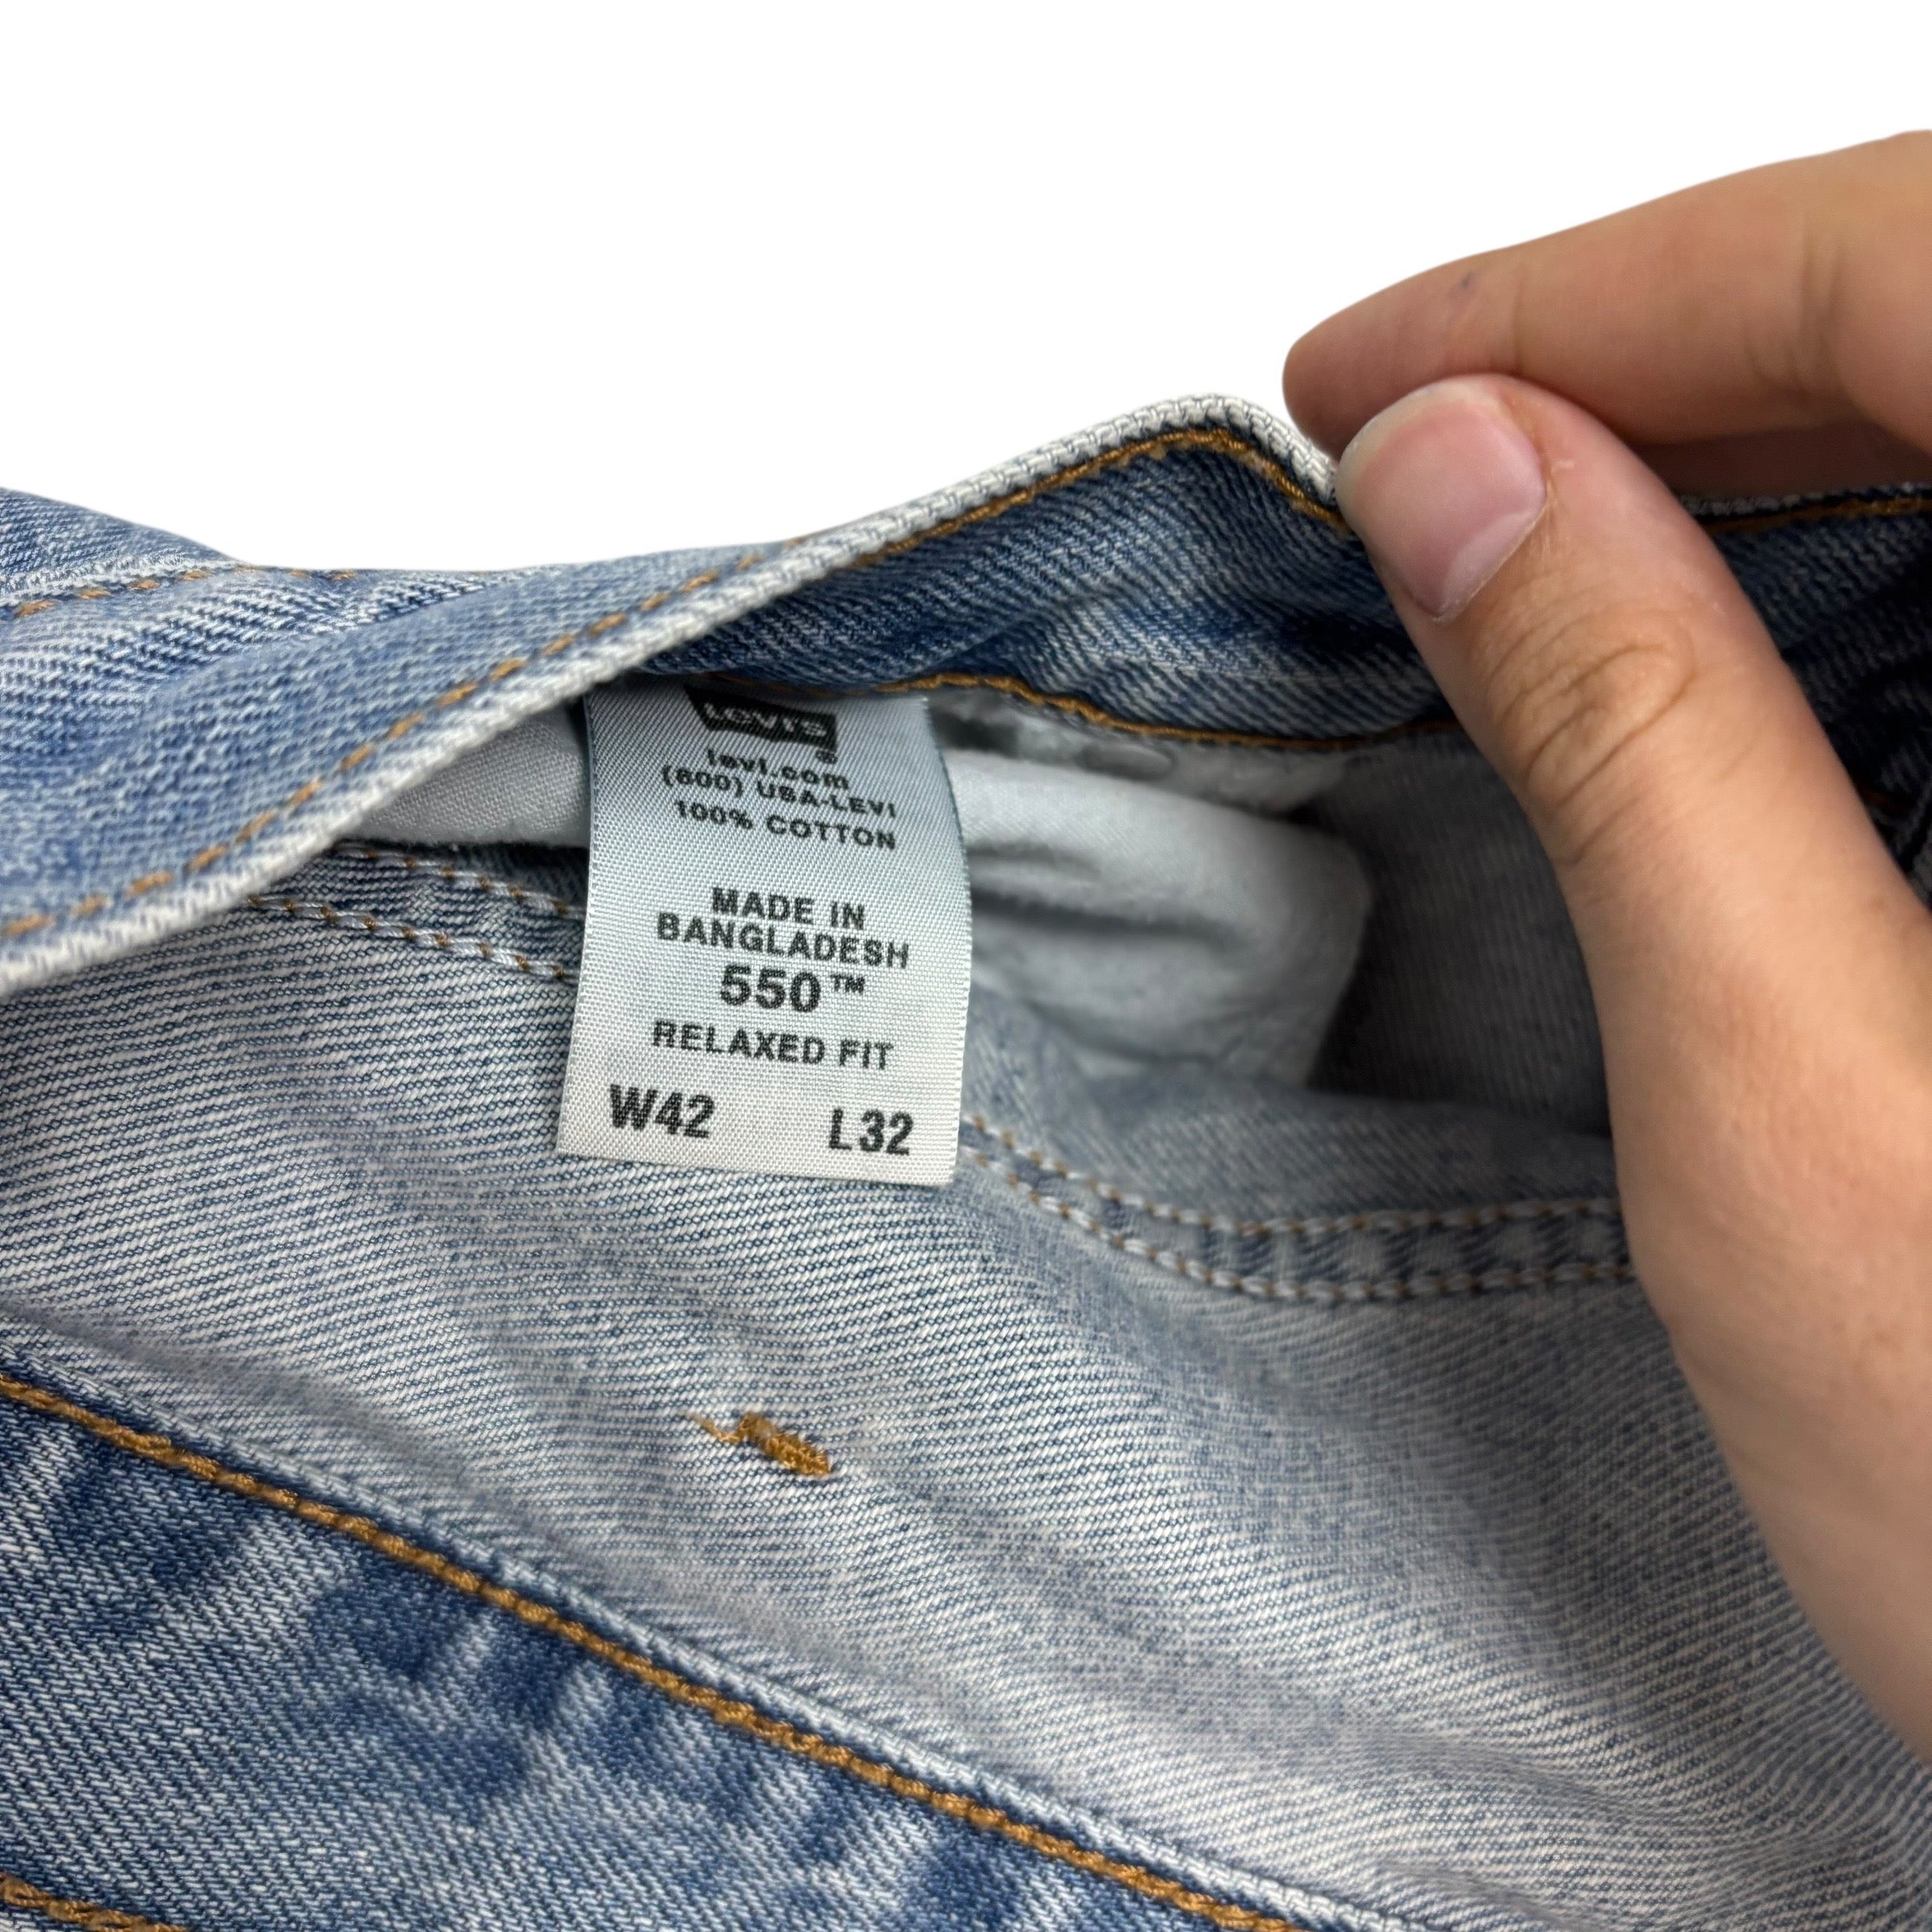 Levi's
levi.com
(800) USA-LEVI
100% COTTON
MADE IN
BANGLADESH
550™
RELAXED FIT
W42 L32